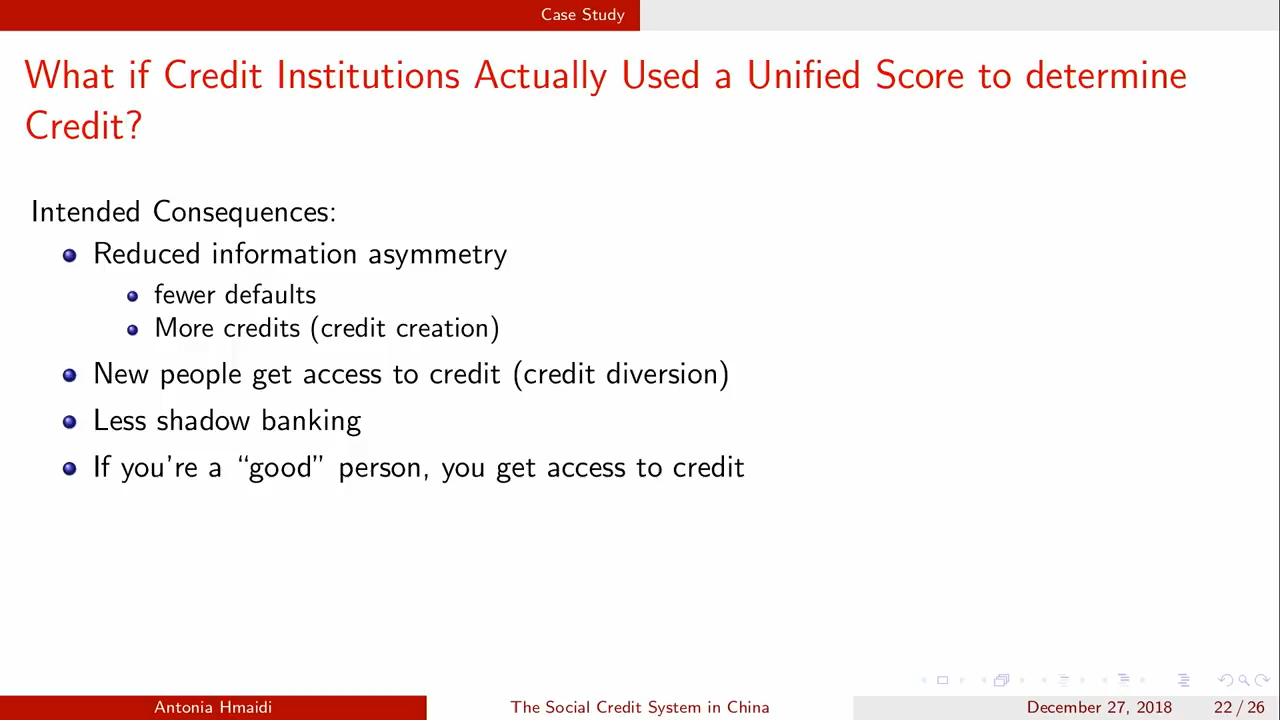 Case Study
What if Credit Institutions Actually Used a Unified Score to determine
Credit?
Intended Consequences:
Reduced information asymmetry
fewer defaults
More credits (credit creation)
New people get access to credit (credit diversion)
Less shadow banking
If you're a “good” person, you get access to credit
Antonia Hmaidi
The Social Credit System in China
December 27, 2018
22 / 26